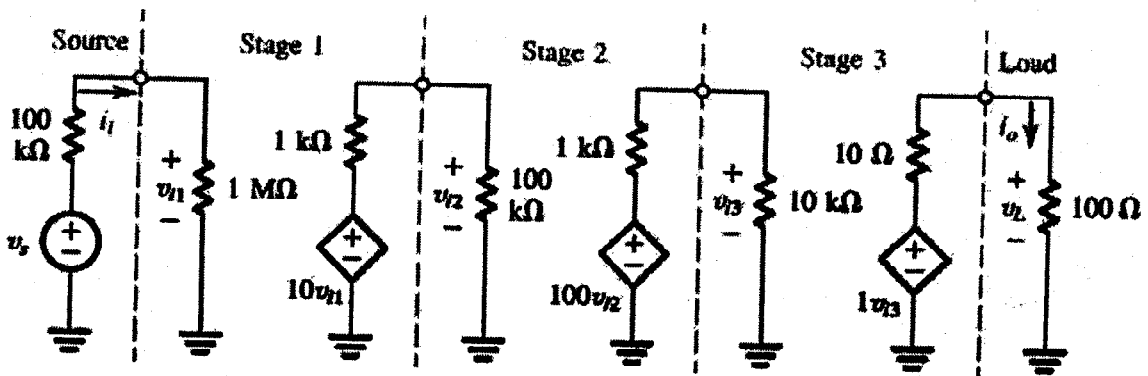 Source
Stage 1
Stage 2
Stage 3
Load
100
kΩ
i_i
+
v_i1
−
1 MΩ
+
−
v_s
1 kΩ
+
−
10v_i1
+
v_i2
−
100
kΩ
1 kΩ
+
−
100v_i2
+
v_i3
−
10 kΩ
10 Ω
+
−
1v_i3
i_o
+
v_L
−
100 Ω